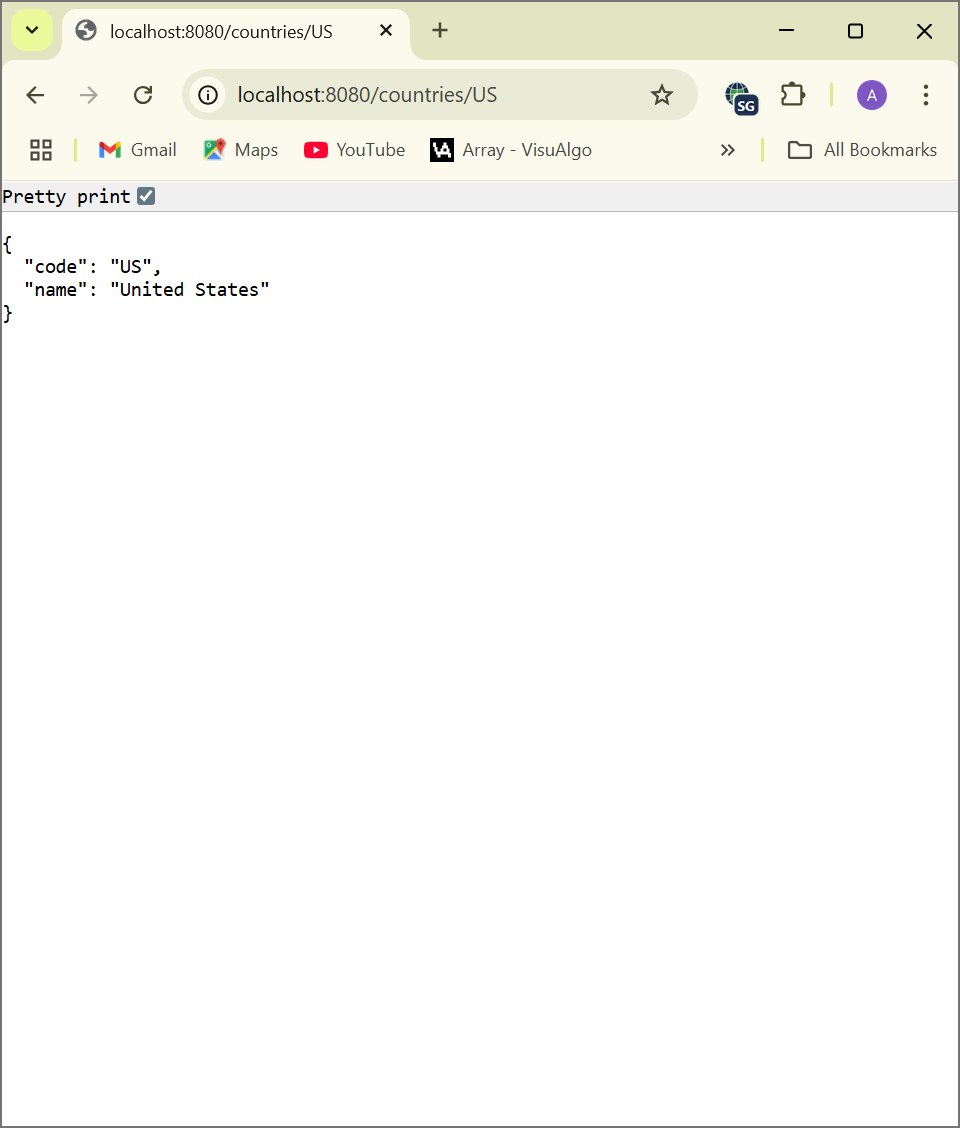 localhost:8080/countries/US
localhost:8080/countries/US
SG
A
Gmail Maps YouTube VA Array - VisuAlgo All Bookmarks
Pretty print
{
  "code": "US",
  "name": "United States"
}